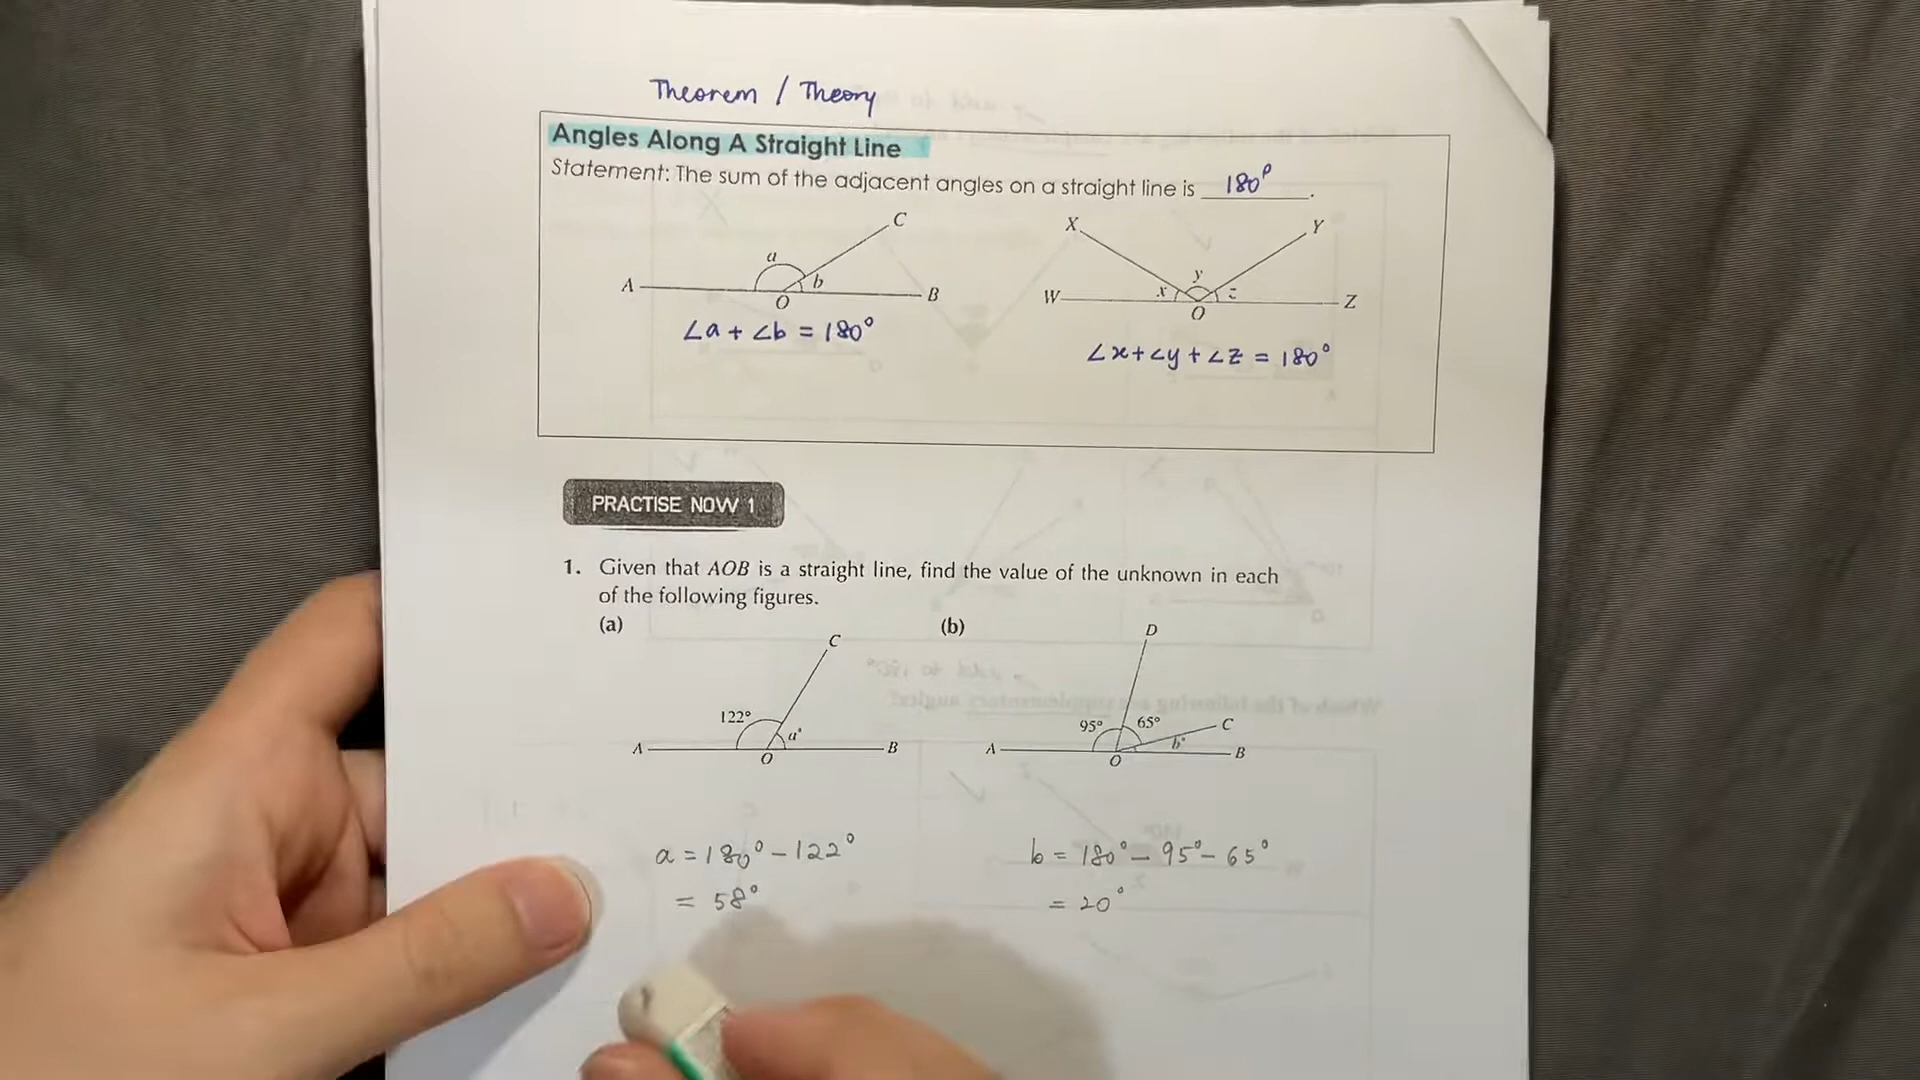 Theorem / Theory
Angles Along A Straight Line
Statement: The sum of the adjacent angles on a straight line is 180°.
C
a
b
A
O
B
∠a + ∠b = 180°
X
Y
y
x
z
W
O
Z
∠x + ∠y + ∠z = 180°
PRACTISE NOW 1
1. Given that AOB is a straight line, find the value of the unknown in each
of the following figures.
(a)
C
122°
a°
A
O
B
(b)
D
95°
65°
C
b°
A
O
B
a = 180° – 122°
= 58°
b = 180° – 95° – 65°
= 20°